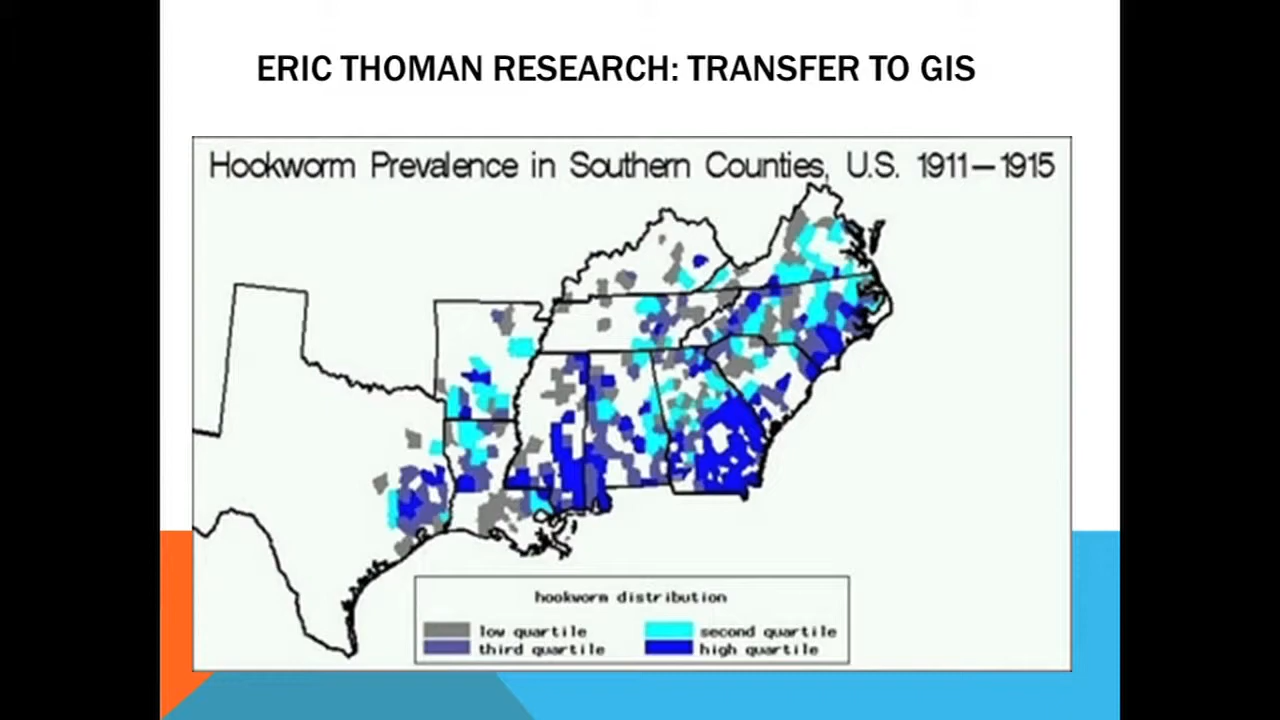 ERIC THOMAN RESEARCH: TRANSFER TO GIS
Hookworm Prevalence in Southern Counties, U.S. 1911–1915
hookworm distribution
low quartile second quartile
third quartile high quartile